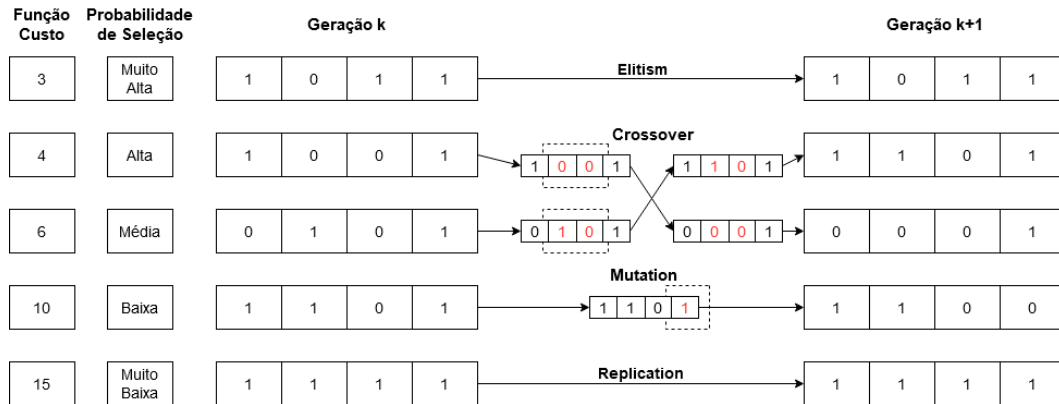 Função Custo
Probabilidade de Seleção
Geração k
Geração k+1
3
Muito Alta
1 0 1 1
Elitism
1 0 1 1
Crossover
4
Alta
1 0 0 1
1 0 0 1
1 1 0 1
1 1 0 1
6
Média
0 1 0 1
0 1 0 1
0 0 0 1
0 0 0 1
Mutation
10
Baixa
1 1 0 1
1 1 0 1
1 1 0 0
15
Muito Baixa
1 1 1 1
Replication
1 1 1 1